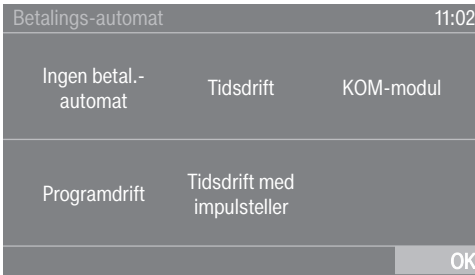 Betalings-automat 11:02
Ingen betal.-
automat
Tidsdrift
KOM-modul
Programdrift
Tidsdrift med
impulsteller
OK